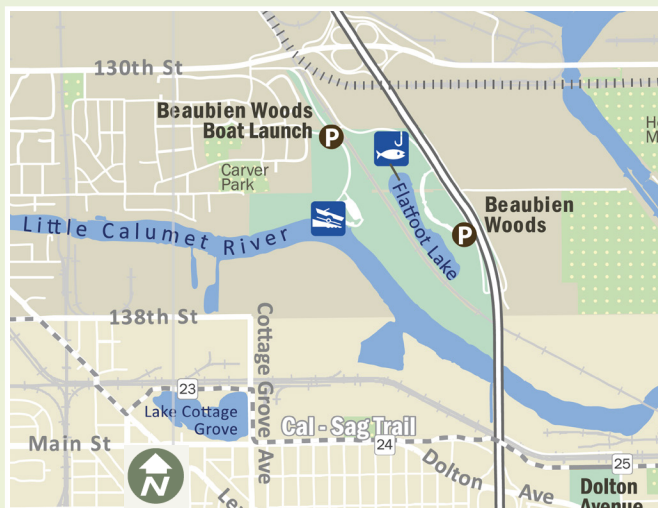 130th St
Beaubien Woods
Boat Launch
P
Carver
Park
Flatfoot Lake
Beaubien
Woods
P
Little Calumet River
138th St
Cottage Grove Ave
23
Lake Cottage
Grove
Cal - Sag Trail
24
Main St
Dolton Ave
25
N
Dolton
Avenue